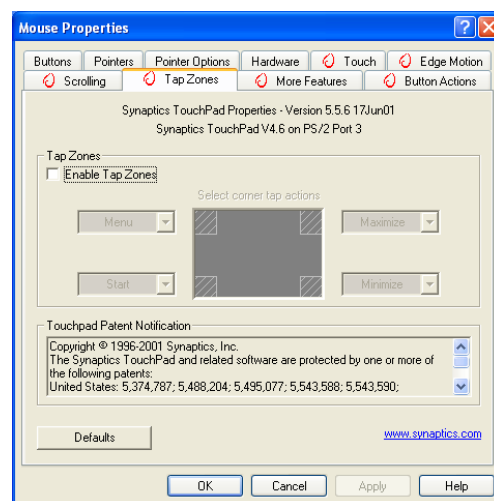 Mouse Properties
Buttons Pointers Pointer Options Hardware Touch Edge Motion
Scrolling Tap Zones More Features Button Actions
Synaptics TouchPad Properties - Version 5.5.6 17Jun01
Synaptics TouchPad V4.6 on PS/2 Port 3
Tap Zones
Enable Tap Zones
Select corner tap actions
Menu Maximize
Start Minimize
Touchpad Patent Notification
Copyright © 1996-2001 Synaptics, Inc.
The Synaptics TouchPad and related software are protected by one or more of
the following patents:
United States: 5,374,787; 5,488,204; 5,495,077; 5,543,588; 5,543,590;
Defaults www.synaptics.com
OK Cancel Apply Help